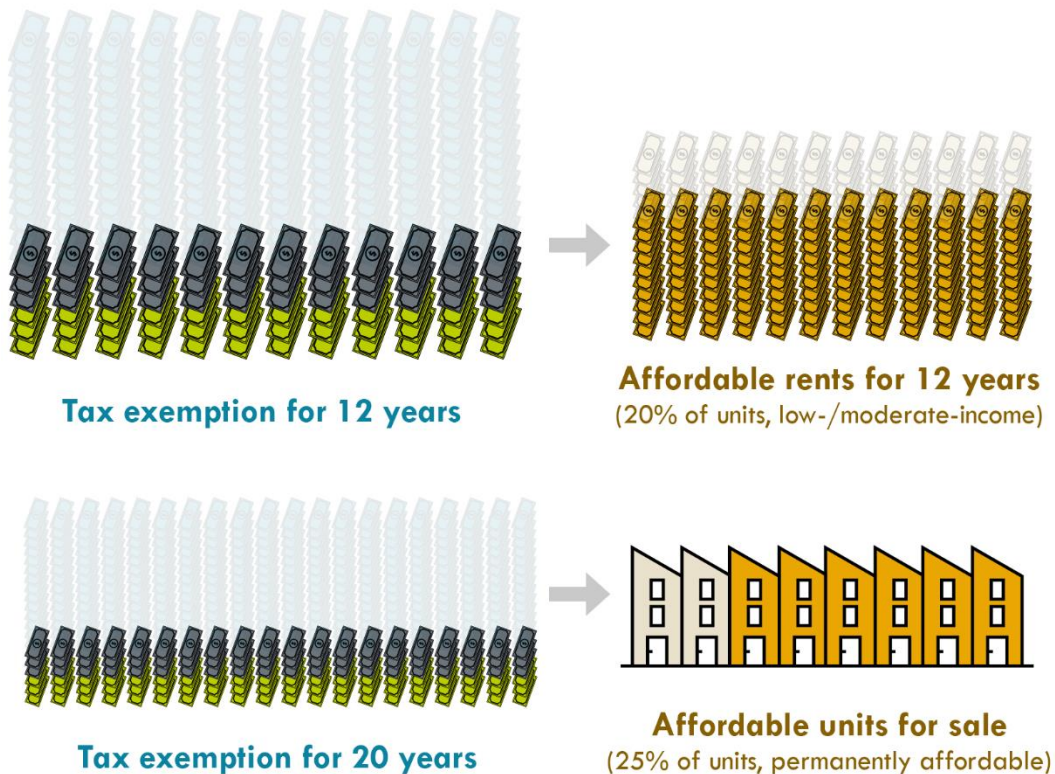 Tax exemption for 12 years
Affordable rents for 12 years
(20% of units, low-/moderate-income)
Tax exemption for 20 years
Affordable units for sale
(25% of units, permanently affordable)